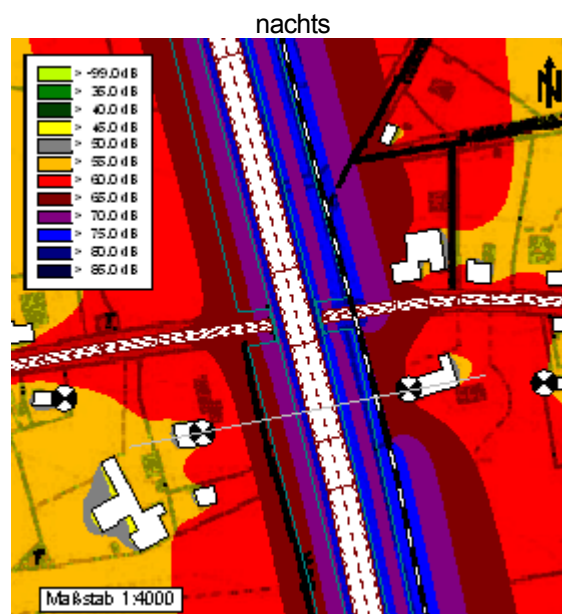 nachts
> -99.0 dB
> 35.0 dB
> 40.0 dB
> 45.0 dB
> 50.0 dB
> 55.0 dB
> 60.0 dB
> 65.0 dB
> 70.0 dB
> 75.0 dB
> 80.0 dB
> 85.0 dB
N
Maßstab 1:4000